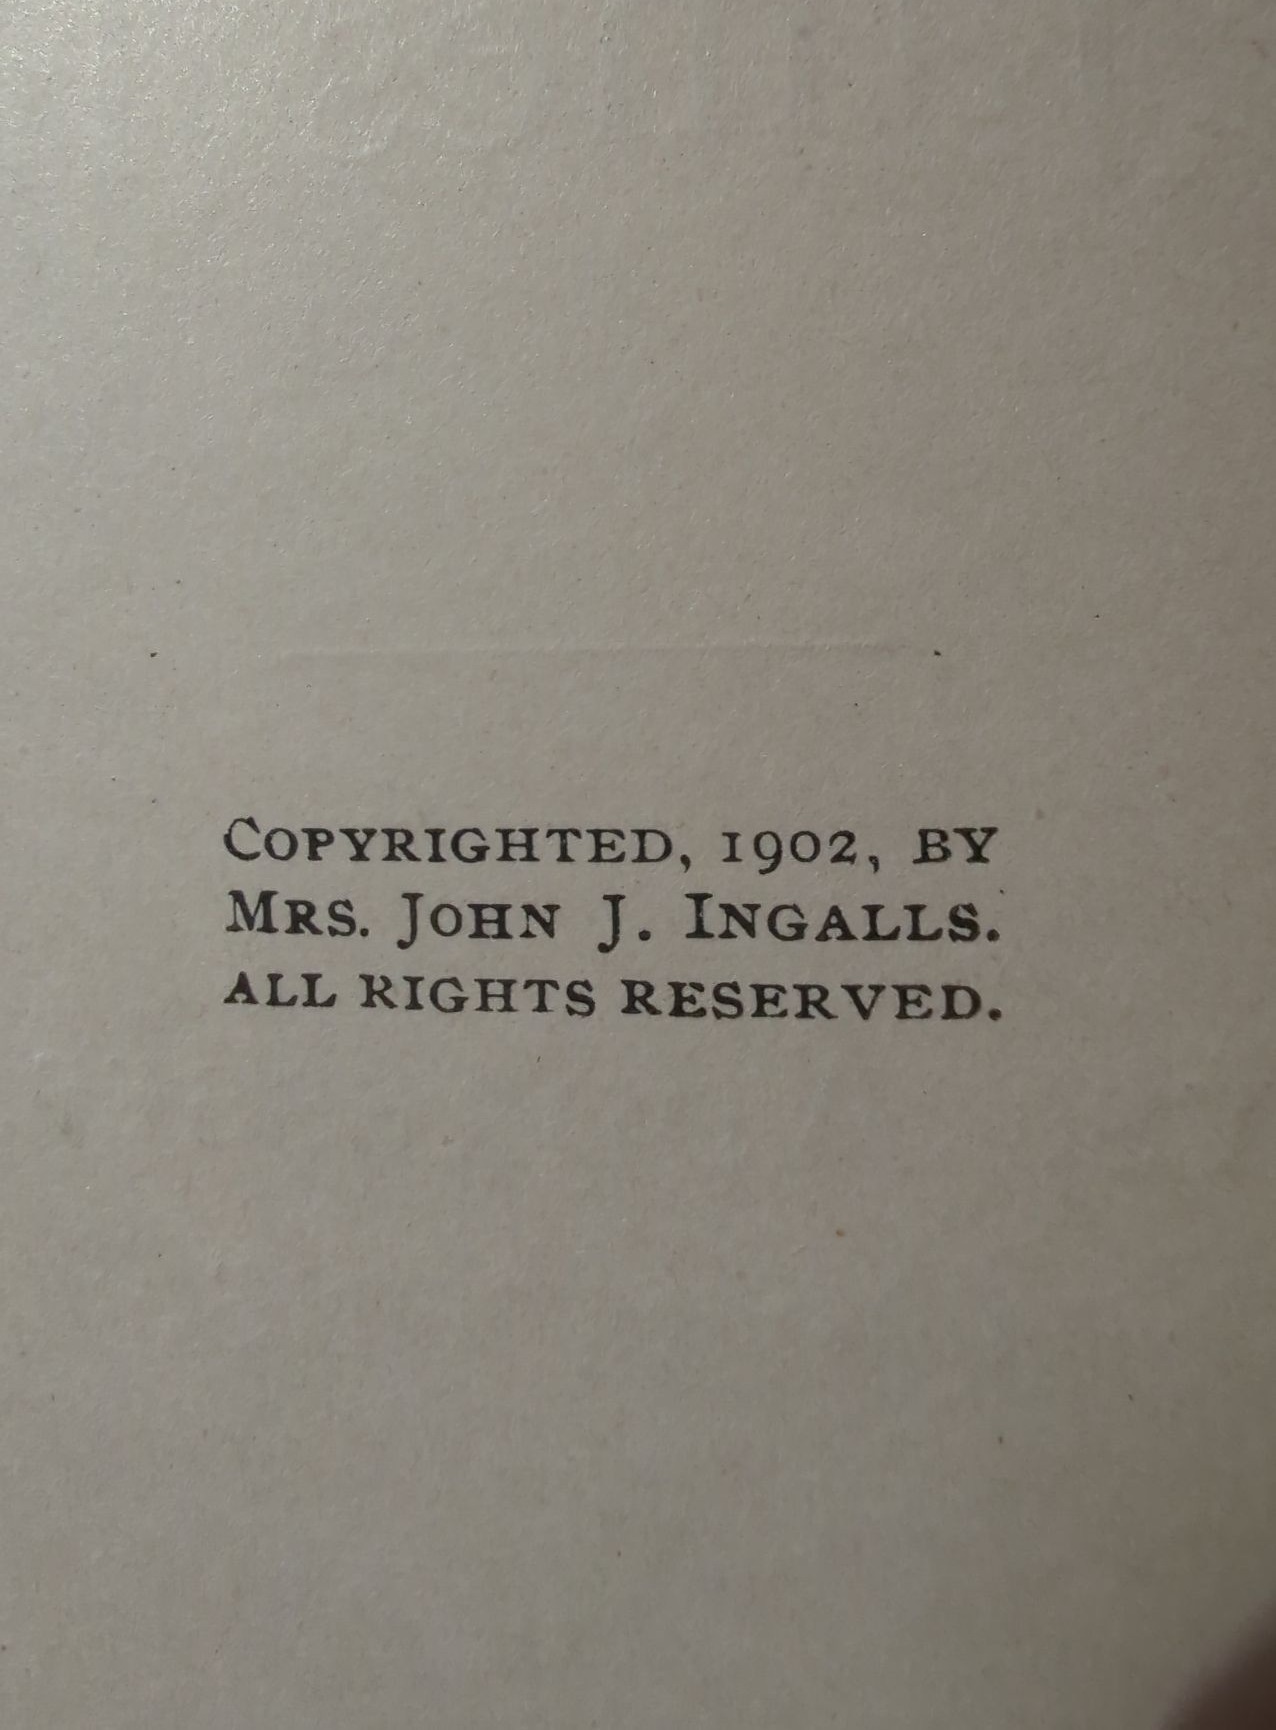 Copyrighted, 1902, by
Mrs. John J. Ingalls.
all rights reserved.